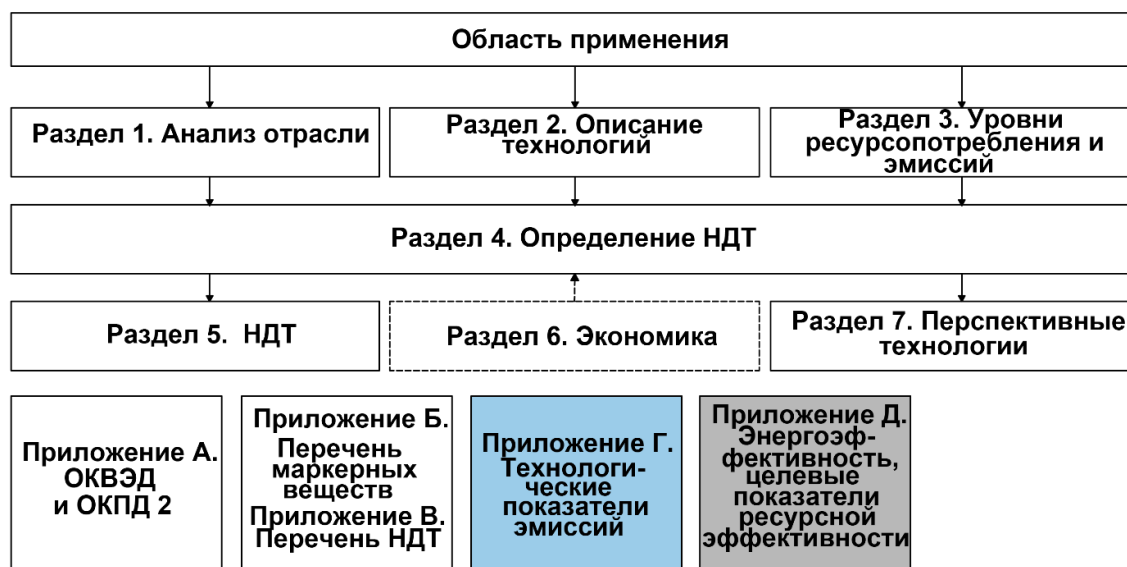 Область применения
Раздел 1. Анализ отрасли
Раздел 2. Описание
технологий
Раздел 3. Уровни
ресурсопотребления и
эмиссий
Раздел 4. Определение НДТ
Раздел 5. НДТ
Раздел 6. Экономика
Раздел 7. Перспективные
технологии
Приложение А.
ОКВЭД
и ОКПД 2
Приложение Б.
Перечень
маркерных
веществ
Приложение В.
Перечень НДТ
Приложение Г.
Технологи-
ческие
показатели
эмиссий
Приложение Д.
Энергоэф-
фективность,
целевые
показатели
ресурсной
эффективности